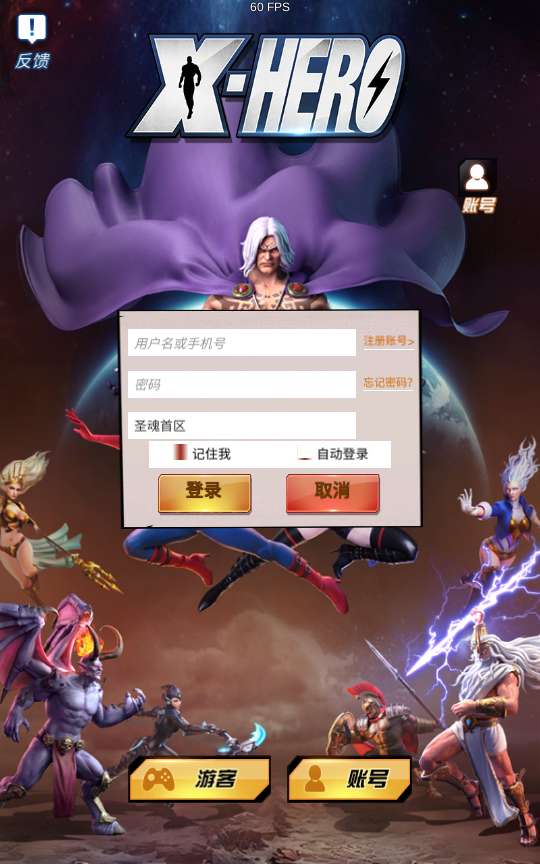 60 FPS
反馈
X-HERO
账号
用户名或手机号
注册账号>
密码
忘记密码?
圣魂首区
记住我
自动登录
登录
取消
游客
账号